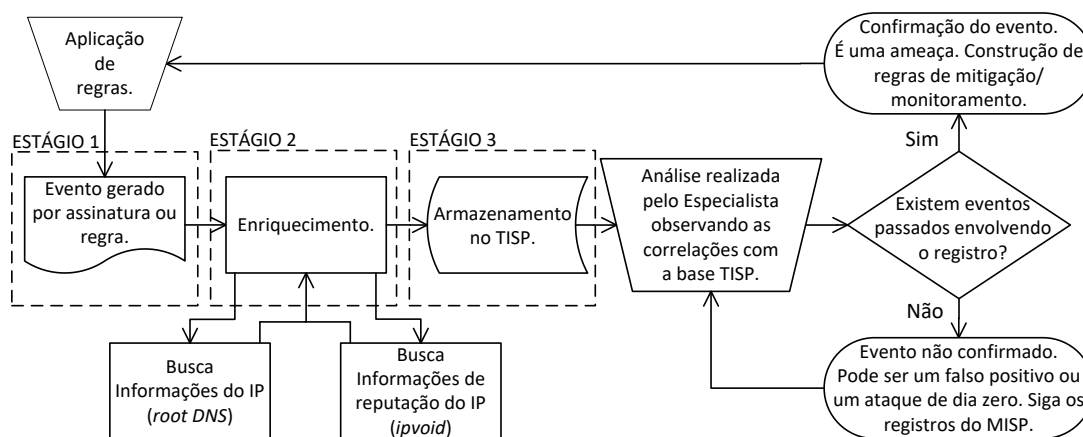 Aplicação
de
regras.
Confirmação do evento.
É uma ameaça. Construção de
regras de mitigação/
monitoramento.
Sim
ESTÁGIO 1
ESTÁGIO 2
ESTÁGIO 3
Evento gerado
por assinatura ou
regra.
Enriquecimento.
Armazenamento
no TISP.
Análise realizada
pelo Especialista
observando as
correlações com
a base TISP.
Existem eventos
passados envolvendo
o registro?
Não
Busca
Informações do IP
(root DNS)
Busca
Informações de
reputação do IP
(ipvoid)
Evento não confirmado.
Pode ser um falso positivo ou
um ataque de dia zero. Siga os
registros do MISP.